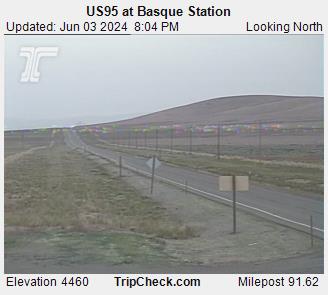 US95 at Basque Station
Updated: Jun 03 2024 8:04 PM Looking North
Elevation 4460 TripCheck.com Milepost 91.62